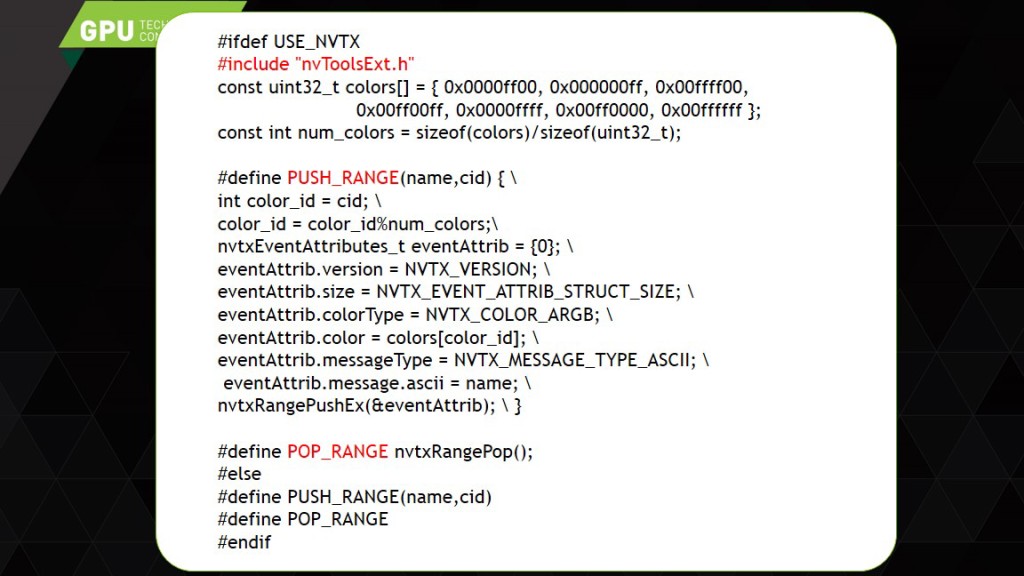 GPU TECH
CON
#ifdef USE_NVTX
#include "nvToolsExt.h"
const uint32_t colors[] = { 0x0000ff00, 0x000000ff, 0x00ffff00,
0x00ff00ff, 0x0000ffff, 0x00ff0000, 0x00ffffff };
const int num_colors = sizeof(colors)/sizeof(uint32_t);
#define PUSH_RANGE(name,cid) { \
int color_id = cid; \
color_id = color_id%num_colors;\
nvtxEventAttributes_t eventAttrib = {0}; \
eventAttrib.version = NVTX_VERSION; \
eventAttrib.size = NVTX_EVENT_ATTRIB_STRUCT_SIZE; \
eventAttrib.colorType = NVTX_COLOR_ARGB; \
eventAttrib.color = colors[color_id]; \
eventAttrib.messageType = NVTX_MESSAGE_TYPE_ASCII; \
eventAttrib.message.ascii = name; \
nvtxRangePushEx(&eventAttrib); \ }
#define POP_RANGE nvtxRangePop();
#else
#define PUSH_RANGE(name,cid)
#define POP_RANGE
#endif